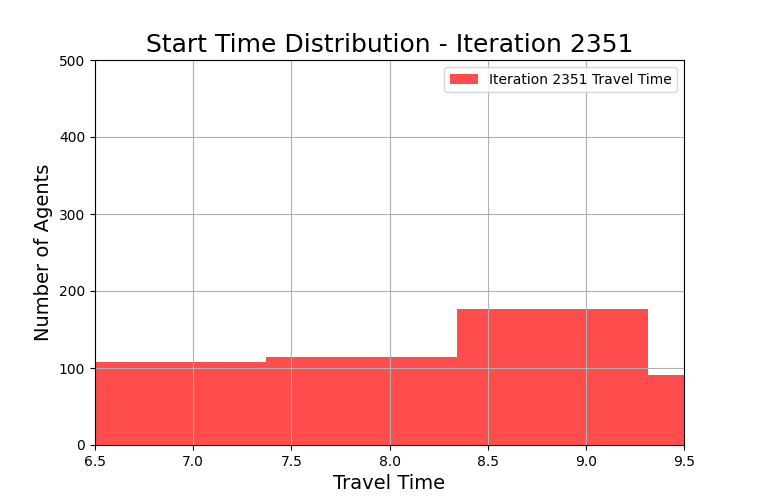 Start Time Distribution - Iteration 2351
500
400
300
200
100
0
Number of Agents
Iteration 2351 Travel Time
6.5 7.0 7.5 8.0 8.5 9.0 9.5
Travel Time